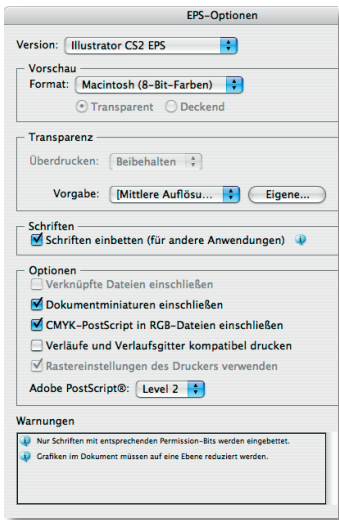 EPS-Optionen
Version: Illustrator CS2 EPS
Vorschau
Format: Macintosh (8-Bit-Farben)
Transparent Deckend
Transparenz
Überdrucken: Beibehalten
Vorgabe: [Mittlere Auflösu... Eigene...
Schriften
Schriften einbetten (für andere Anwendungen)
Optionen
Verknüpfte Dateien einschließen
Dokumentminiaturen einschließen
CMYK-PostScript in RGB-Dateien einschließen
Verläufe und Verlaufsgitter kompatibel drucken
Rastereinstellungen des Druckers verwenden
Adobe PostScript®: Level 2
Warnungen
Nur Schriften mit entsprechenden Permission-Bits werden eingebettet.
Grafiken im Dokument müssen auf eine Ebene reduziert werden.